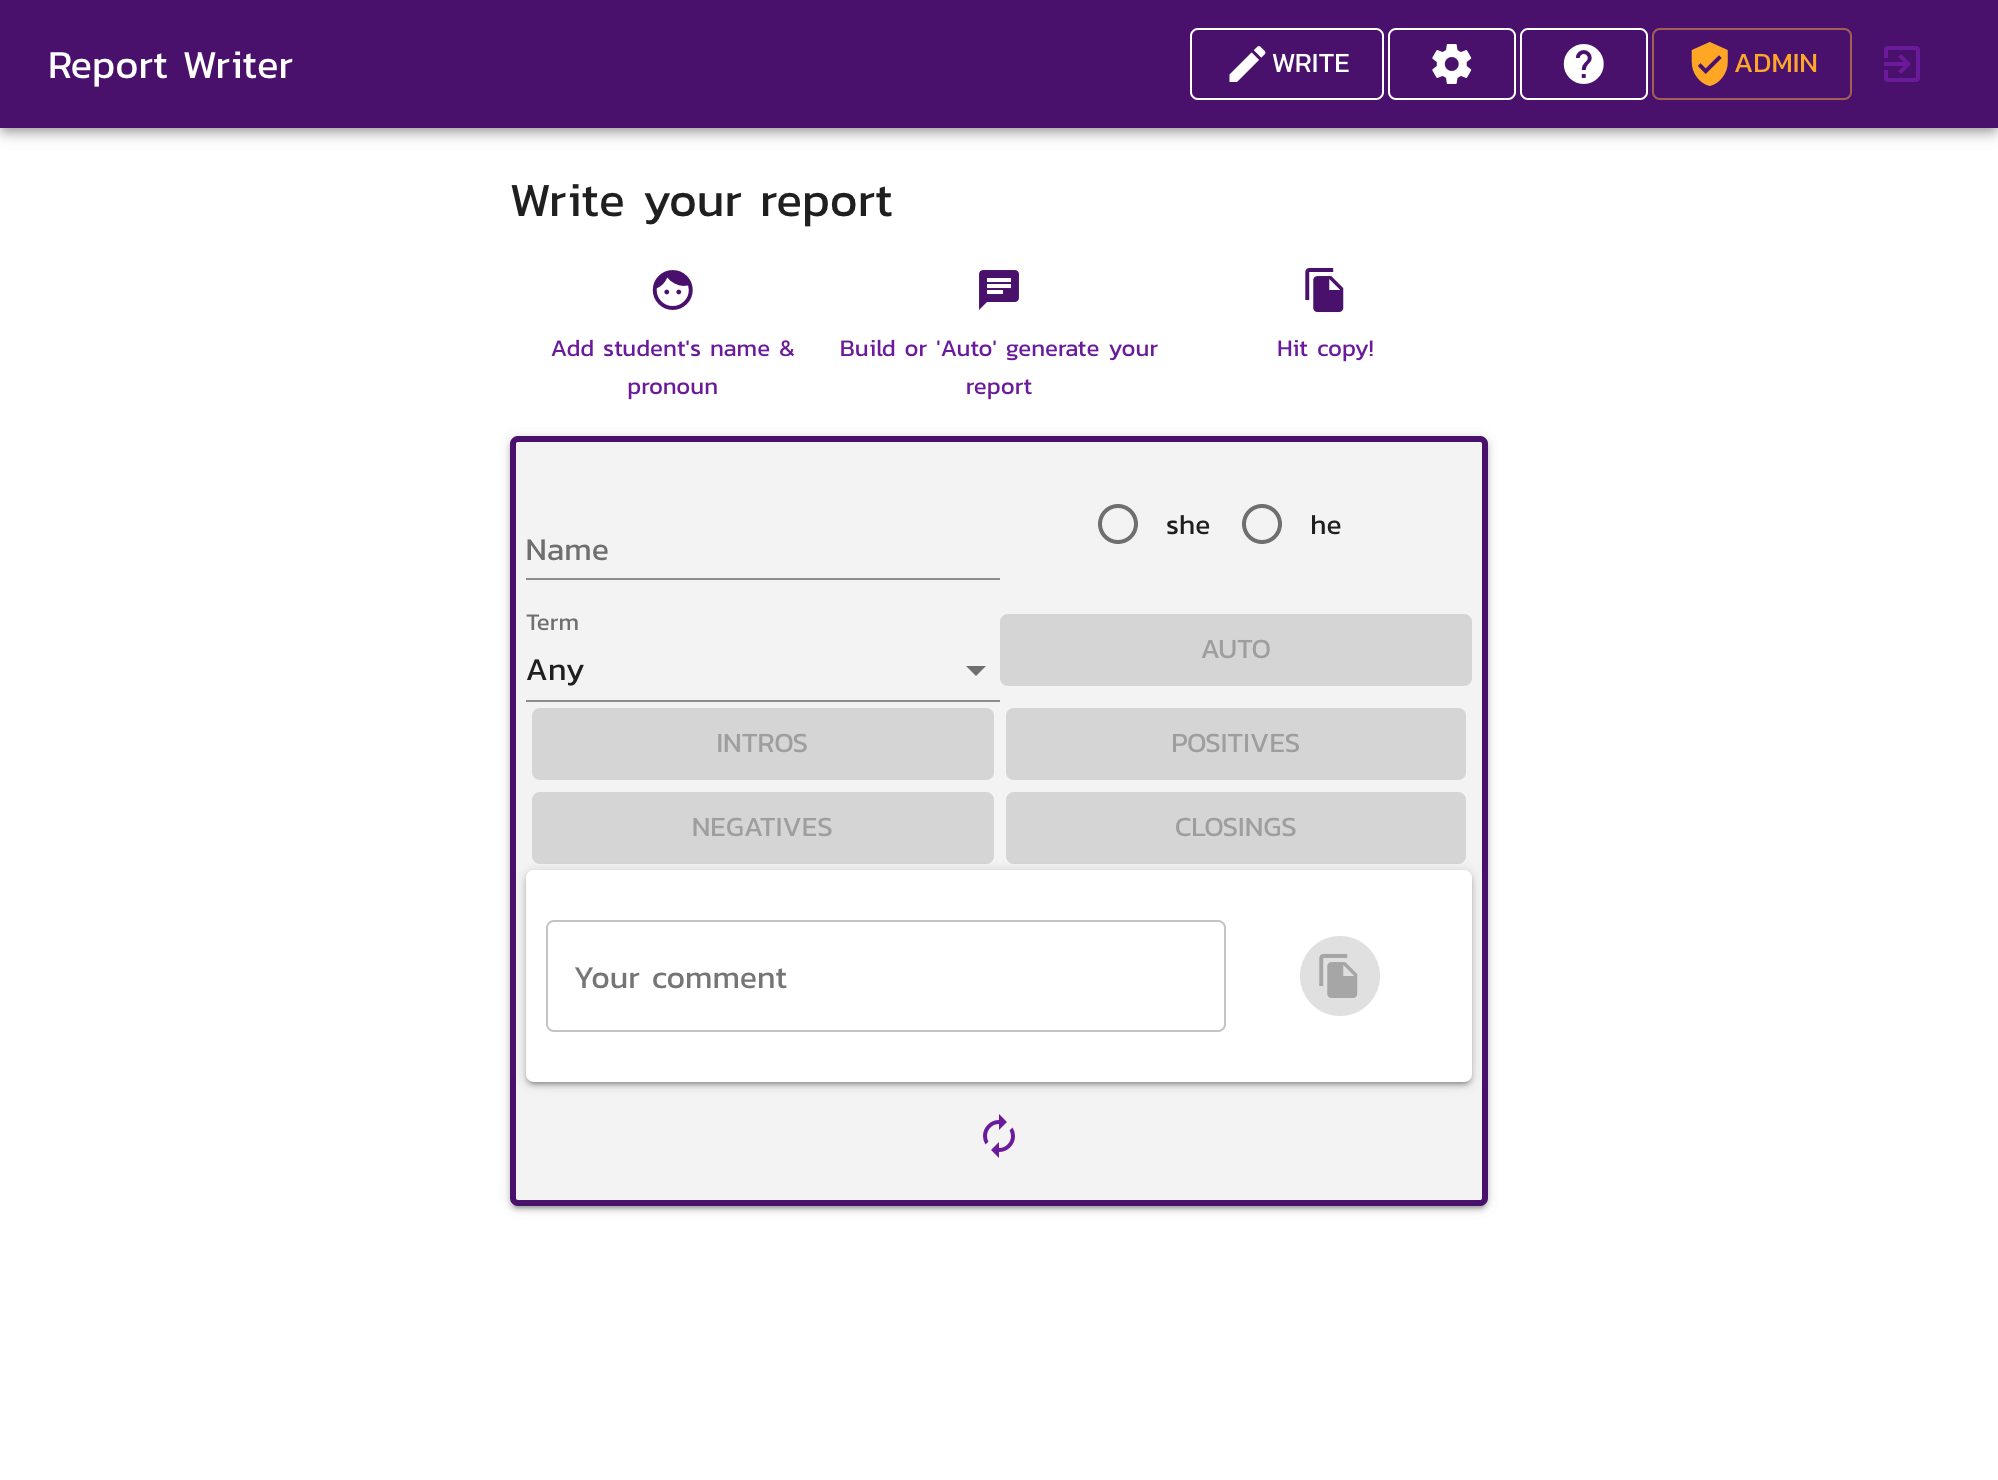 Report Writer
WRITE
ADMIN
Write your report
Add student's name &
pronoun
Build or 'Auto' generate your
report
Hit copy!
Name
she
he
Term
Any
AUTO
INTROS
POSITIVES
NEGATIVES
CLOSINGS
Your comment